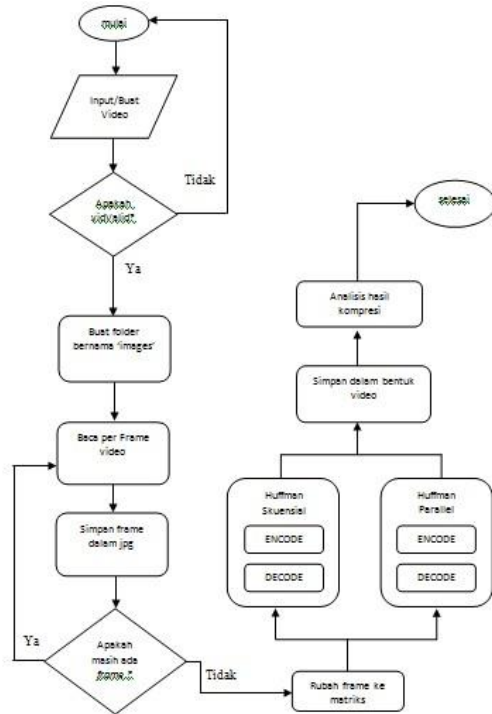 mulai
Input/Buat
Video
Tidak
Apakah
vidValid?
Ya
Buat folder
bernama 'images'
Baca per Frame
video
Simpan frame
dalam jpg
Ya
Apakah
masih ada
frame?
Tidak
Rubah frame ke
matriks
Huffman
Skuensial
ENCODE
DECODE
Huffman
Parallel
ENCODE
DECODE
Simpan dalam bentuk
video
Analisis hasil
kompresi
selesai